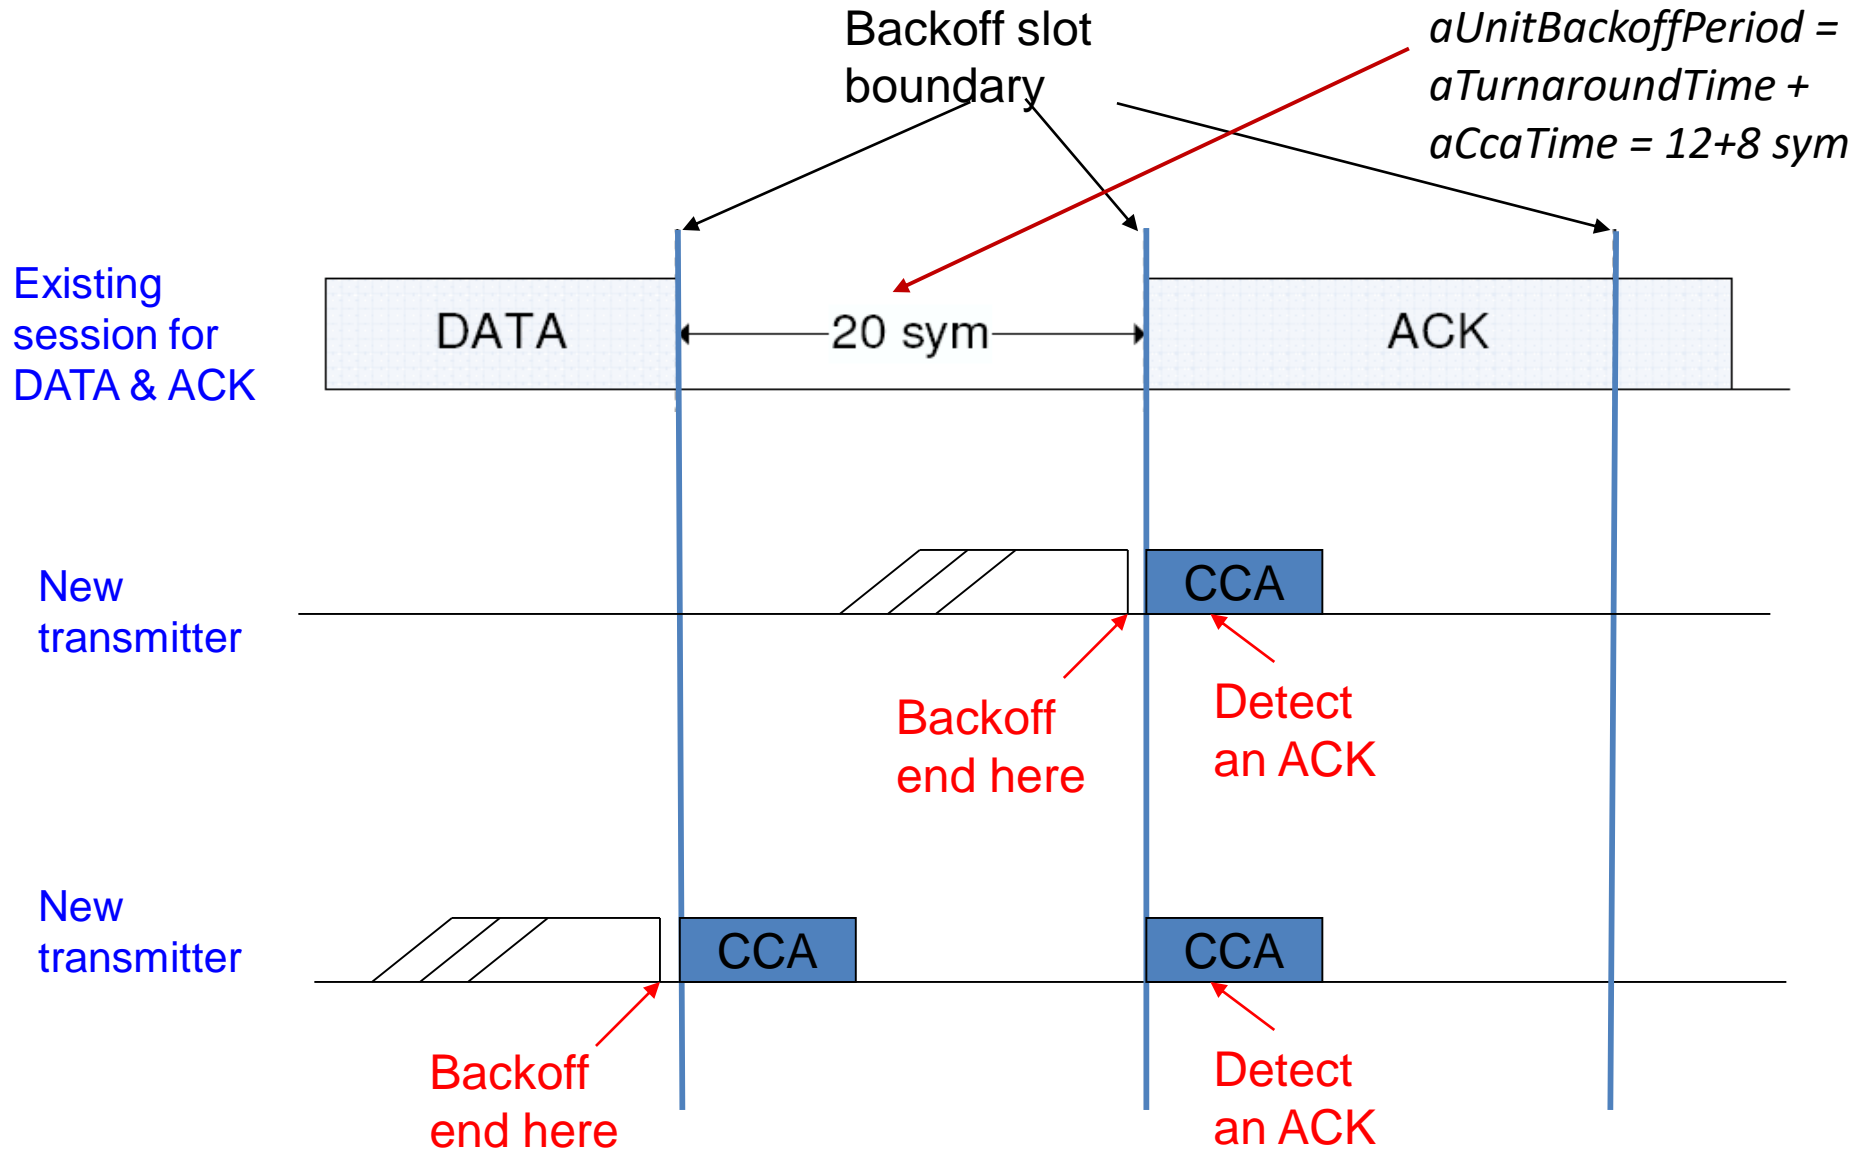 Backoff slot
boundary
aUnitBackoffPeriod =
aTurnaroundTime +
aCcaTime = 12+8 sym
Existing
session for
DATA & ACK
DATA
20 sym
ACK
New
transmitter
CCA
Backoff
end here
Detect
an ACK
New
transmitter
CCA
CCA
Backoff
end here
Detect
an ACK